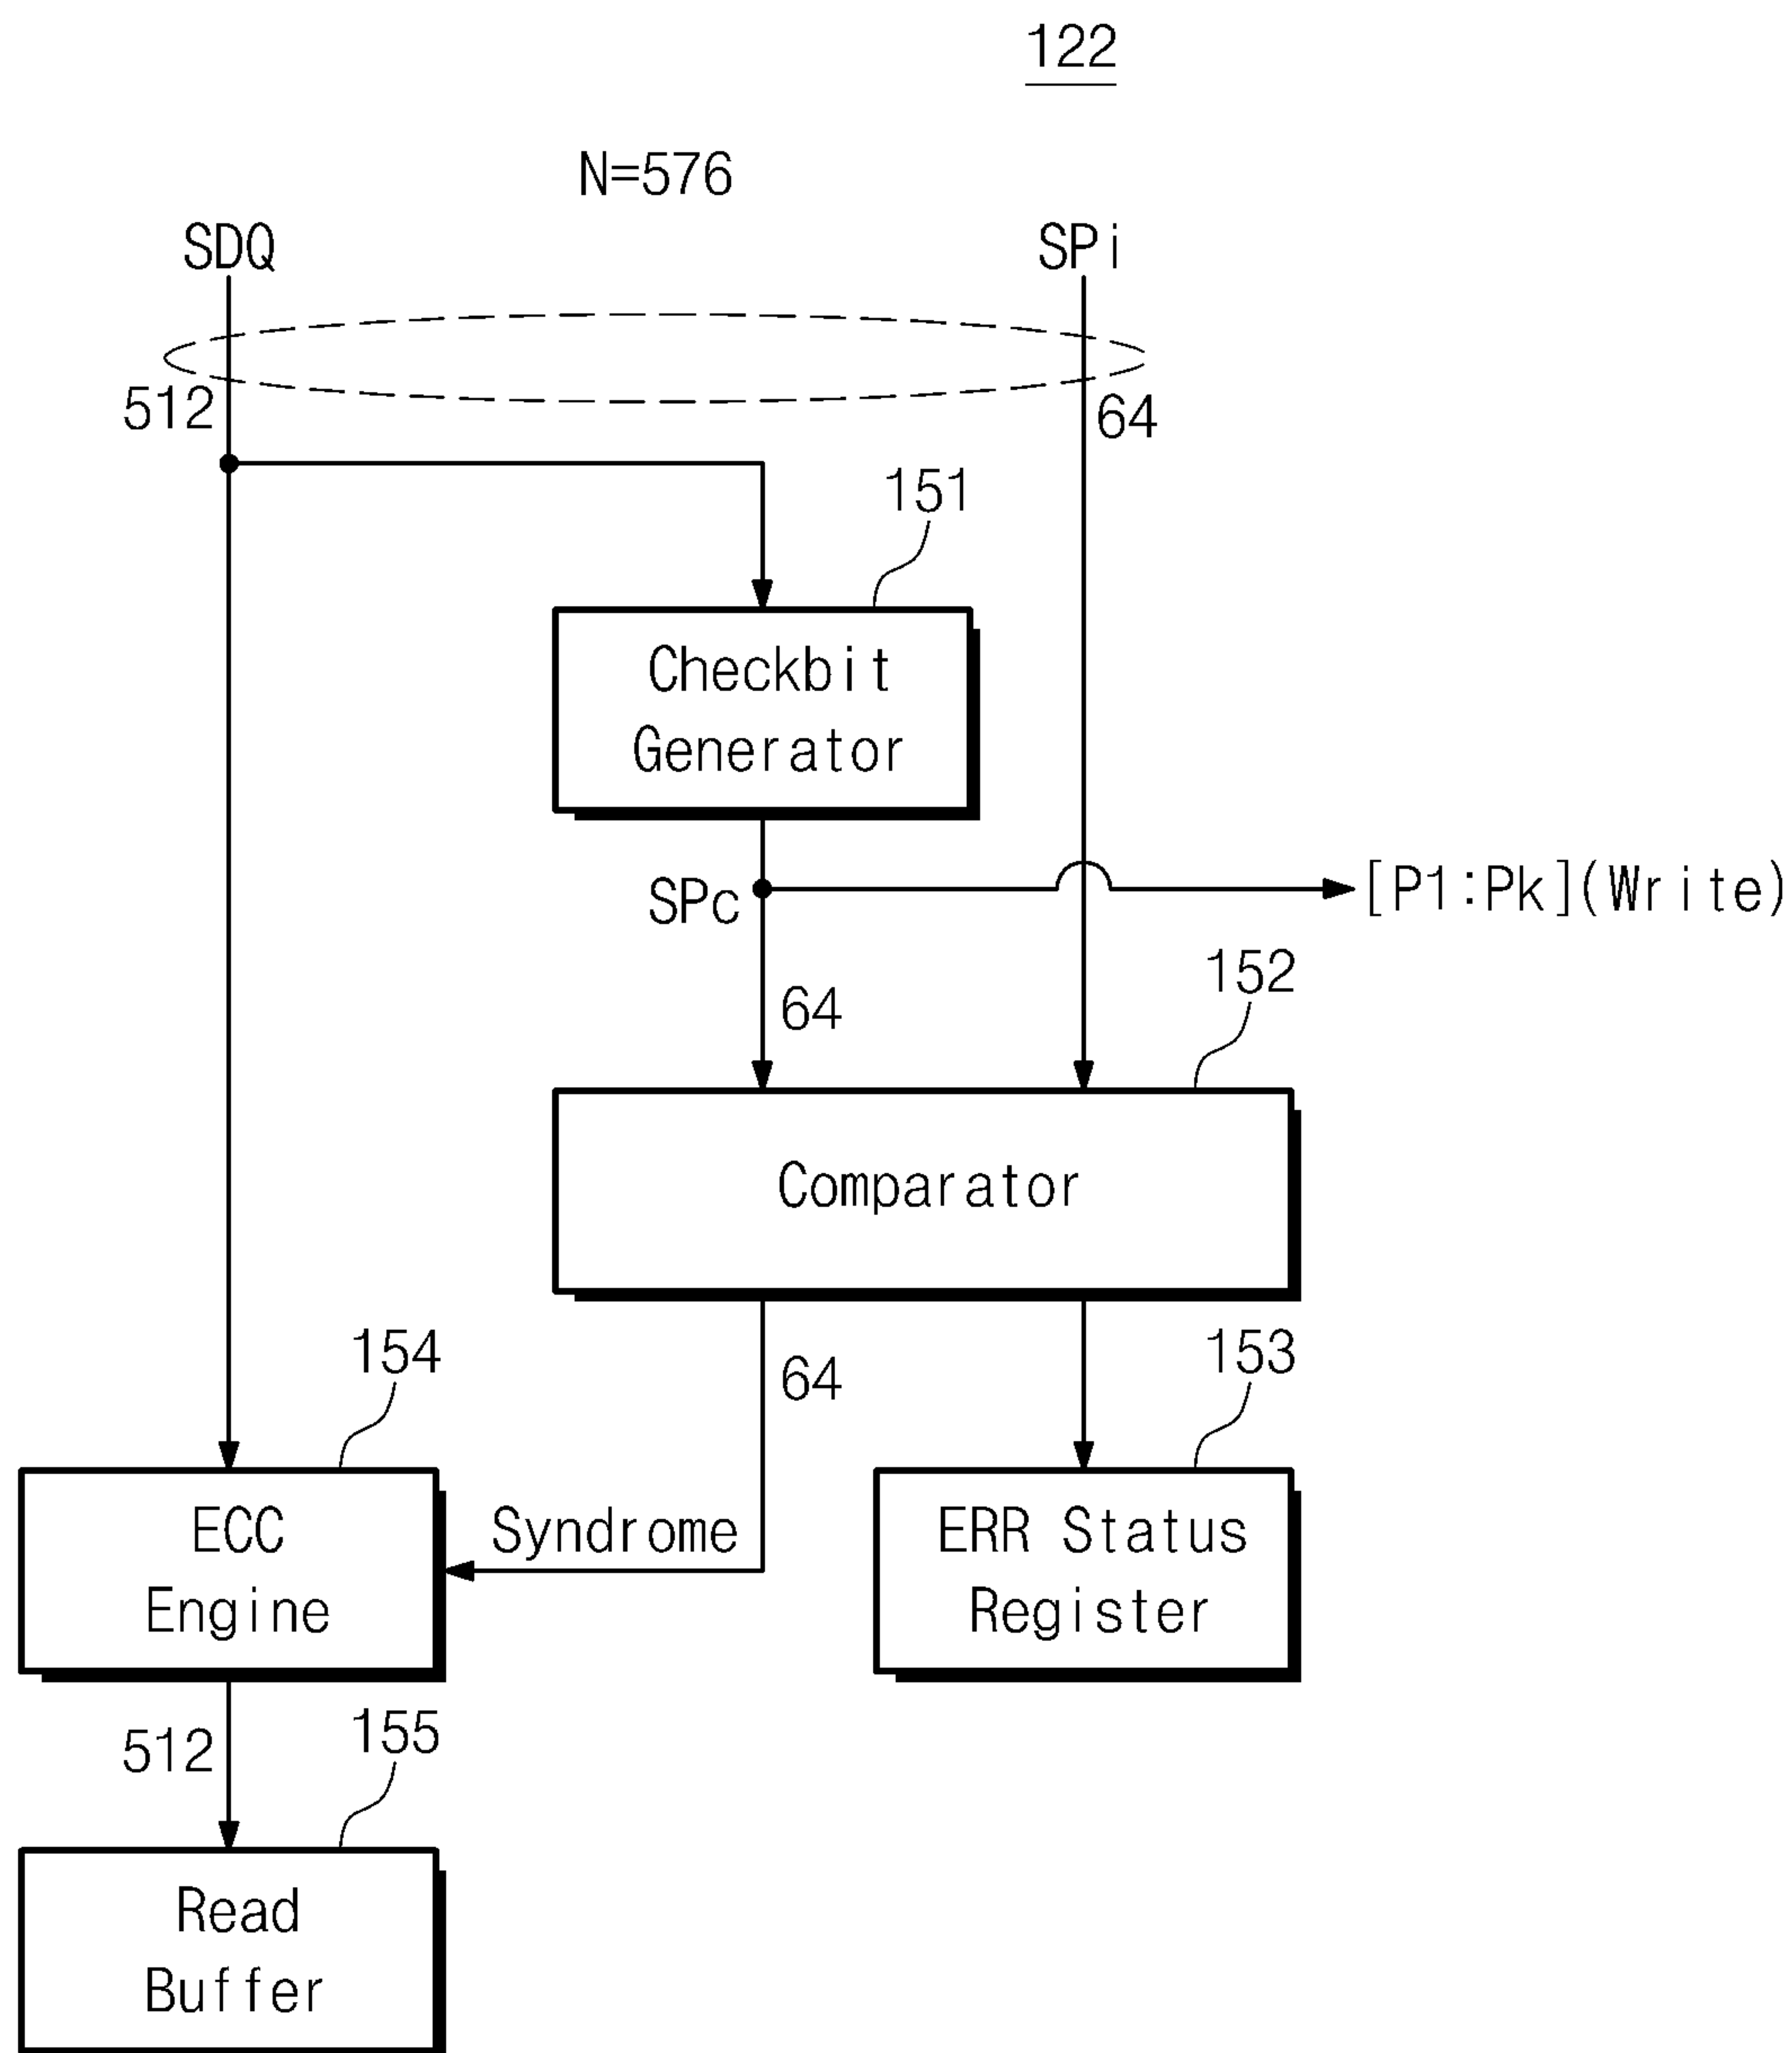 122
N=576
SDQ
SPi
512
64
151
Checkbit
Generator
SPc
[P1:Pk](Write)
152
64
Comparator
154
64
153
ECC
Engine
Syndrome
ERR Status
Register
512
155
Read
Buffer